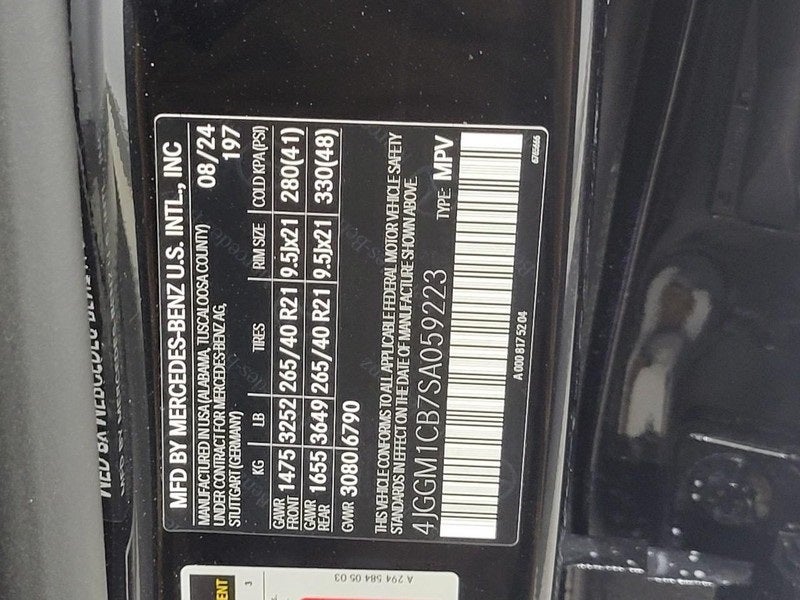 MFD BY MERCEDES-BENZ U.S. INTL., INC
MANUFACTURED IN USA (ALABAMA, TUSCALOOSA COUNTY) 08/24
UNDER CONTRACT FOR MERCEDES-BENZ AG, 197
STUTTGART (GERMANY)
KG LB TIRES RIM SIZE COLD KPA (PSI)
GAWR FRONT 1475 3252 265/40 R21 9.5Jx21 280(41)
GAWR REAR 1655 3649 265/40 R21 9.5Jx21 330(48)
GVWR 3080/6790
THIS VEHICLE CONFORMS TO ALL APPLICABLE FEDERAL MOTOR VEHICLE SAFETY
STANDARDS IN EFFECT ON THE DATE OF MANUFACTURE SHOWN ABOVE.
4JGGM1CB7SA059223 TYPE: MPV
A 000 817 52 04
A 294 584 05 03
3